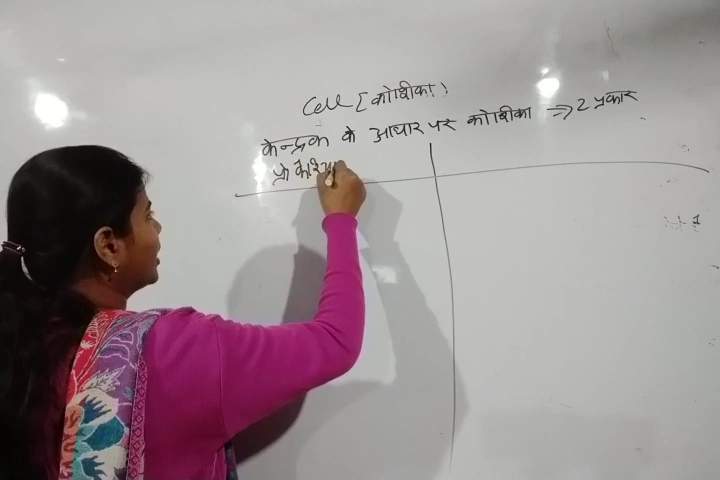 Cell [कोशिका]
केन्द्रक के आधार पर कोशिका ⇒ 2 प्रकार
प्रो कैरिया